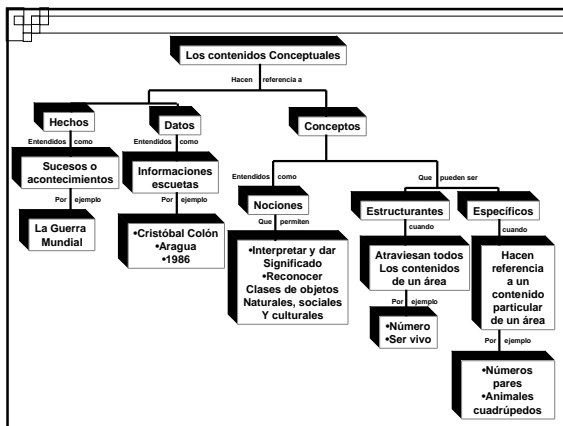 Los contenidos Conceptuales
Hacen referencia a
Hechos
Datos
Conceptos
Entendidos como
Entendidos como
Sucesos o
acontecimientos
Informaciones
escuetas
Entendidos como
Que pueden ser
Por ejemplo
Por ejemplo
Nociones
Estructurantes
Específicos
La Guerra
Mundial
•Cristóbal Colón
•Aragua
•1986
Que permiten
cuando
cuando
•Interpretar y dar
Significado
•Reconocer
Clases de objetos
Naturales, sociales
Y culturales
Atraviesan todos
Los contenidos
de un área
Hacen
referencia
a un
contenido
particular
de un área
Por ejemplo
•Número
•Ser vivo
Por ejemplo
•Números
pares
•Animales
cuadrúpedos